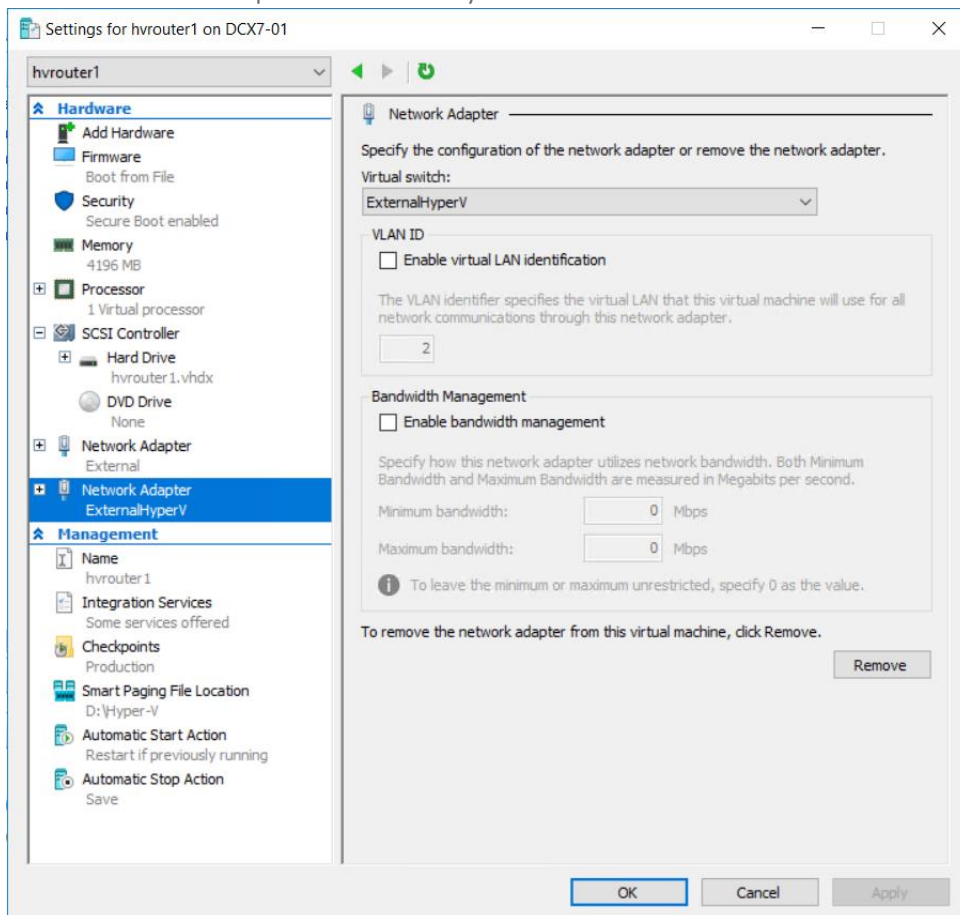 Settings for hvrouter1 on DCX7-01
hvrouter1
Hardware
Add Hardware
Firmware
Boot from File
Security
Secure Boot enabled
Memory
4196 MB
Processor
1 Virtual processor
SCSI Controller
Hard Drive
hvrouter1.vhdx
DVD Drive
None
Network Adapter
External
Network Adapter
ExternalHyperV
Management
Name
hvrouter1
Integration Services
Some services offered
Checkpoints
Production
Smart Paging File Location
D:\Hyper-V
Automatic Start Action
Restart if previously running
Automatic Stop Action
Save
Network Adapter
Specify the configuration of the network adapter or remove the network adapter.
Virtual switch:
ExternalHyperV
VLAN ID
Enable virtual LAN identification
The VLAN identifier specifies the virtual LAN that this virtual machine will use for all
network communications through this network adapter.
2
Bandwidth Management
Enable bandwidth management
Specify how this network adapter utilizes network bandwidth. Both Minimum
Bandwidth and Maximum Bandwidth are measured in Megabits per second.
Minimum bandwidth: 0 Mbps
Maximum bandwidth: 0 Mbps
To leave the minimum or maximum unrestricted, specify 0 as the value.
To remove the network adapter from this virtual machine, click Remove.
Remove
OK Cancel Apply